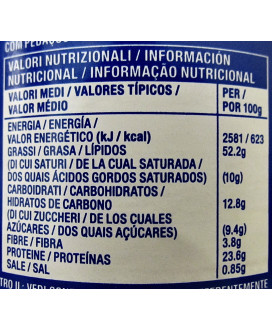 COM PEDAÇO
VALORI NUTRIZIONALI / INFORMACIÓN
NUTRICIONAL / INFORMAÇÃO NUTRICIONAL
VALORI MEDI / VALORES TÍPICOS / PER /
VALOR MÉDIO POR 100g
ENERGIA / ENERGÍA /
VALOR ENERGÉTICO (kJ / kcal) 2581 / 623
GRASSI / GRASA / LÍPIDOS 52.2g
(DI CUI SATURI / DE LA CUAL SATURADA /
DOS QUAIS ÁCIDOS GORDOS SATURADOS) (10g)
CARBOIDRATI / CARBOHIDRATOS /
HIDRATOS DE CARBONO 12.8g
(DI CUI ZUCCHERI / DE LOS CUALES
AZÚCARES / DOS QUAIS AÇÚCARES) (9.4g)
FIBRE / FIBRA 3.8g
PROTEINE / PROTEÍNAS 23.6g
SALE / SAL 0.85g